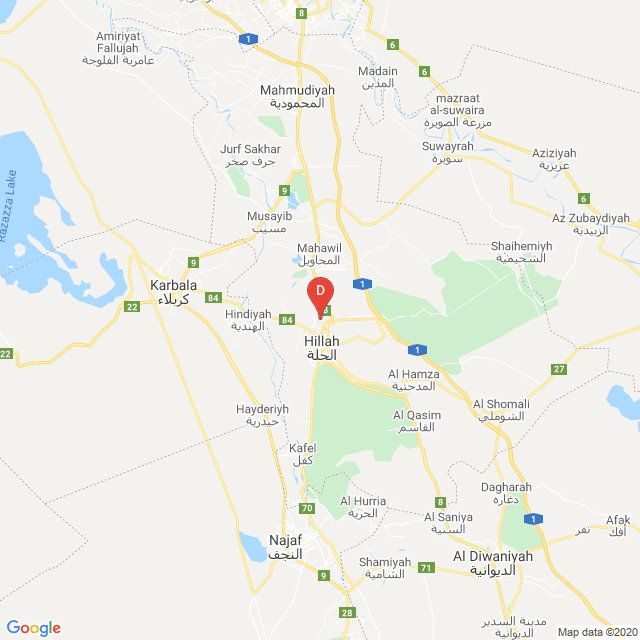 8
1
6
Amiriyat
Fallujah
عامرية الفلوجة
Madain
المدين
6
Mahmudiyah
المحمودية
mazraat
al-suwaira
مزرعة الصويرة
Suwayrah
سويرة
Jurf Sakhar
جرف صخر
Aziziyah
عزيزية
Razazza Lake
9
6
Musayib
مسيب
Az Zubaydiyah
الزبيدية
Mahawil
المحاويل
Shaihemiyh
الشحيمية
9
Karbala
كربلاء
1
D
8
84
22
Hindiyah
الهندية
84
Hillah
الحلة
1
22
27
Al Hamza
المدحتية
Hayderiyh
حيدرية
Al Qasim
القاسم
Al Shomali
الشوملي
Kafel
كفل
Dagharah
دغاره
Al Hurria
الحرية
8
70
Al Saniya
السنية
1
نفر
Afak
أفك
Najaf
النجف
Shamiyah
الشامية
71
Al Diwaniyah
الديوانية
9
28
مدينة السدير
الديوانية
Google
Map data ©2020